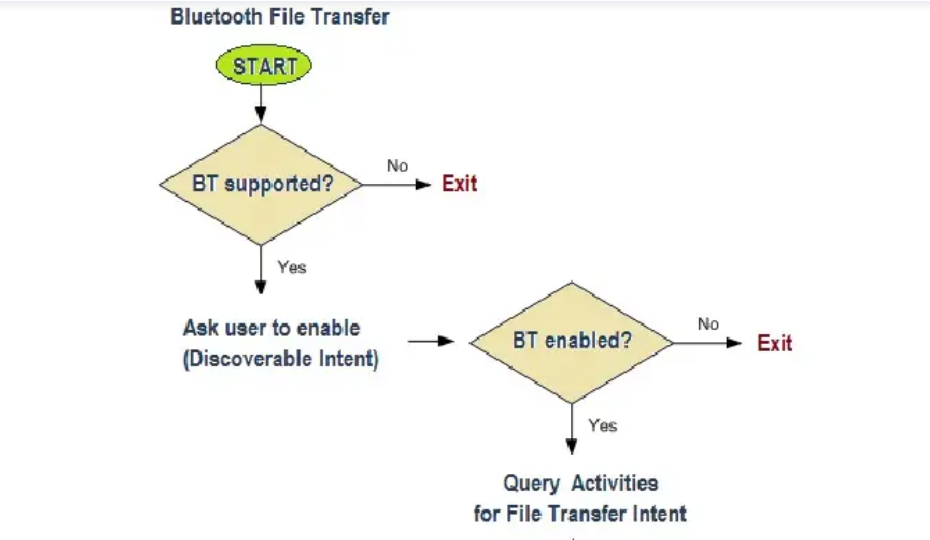 Bluetooth File Transfer
START
BT supported?
No
Exit
Yes
Ask user to enable
(Discoverable Intent)
BT enabled?
No
Exit
Yes
Query Activities
for File Transfer Intent